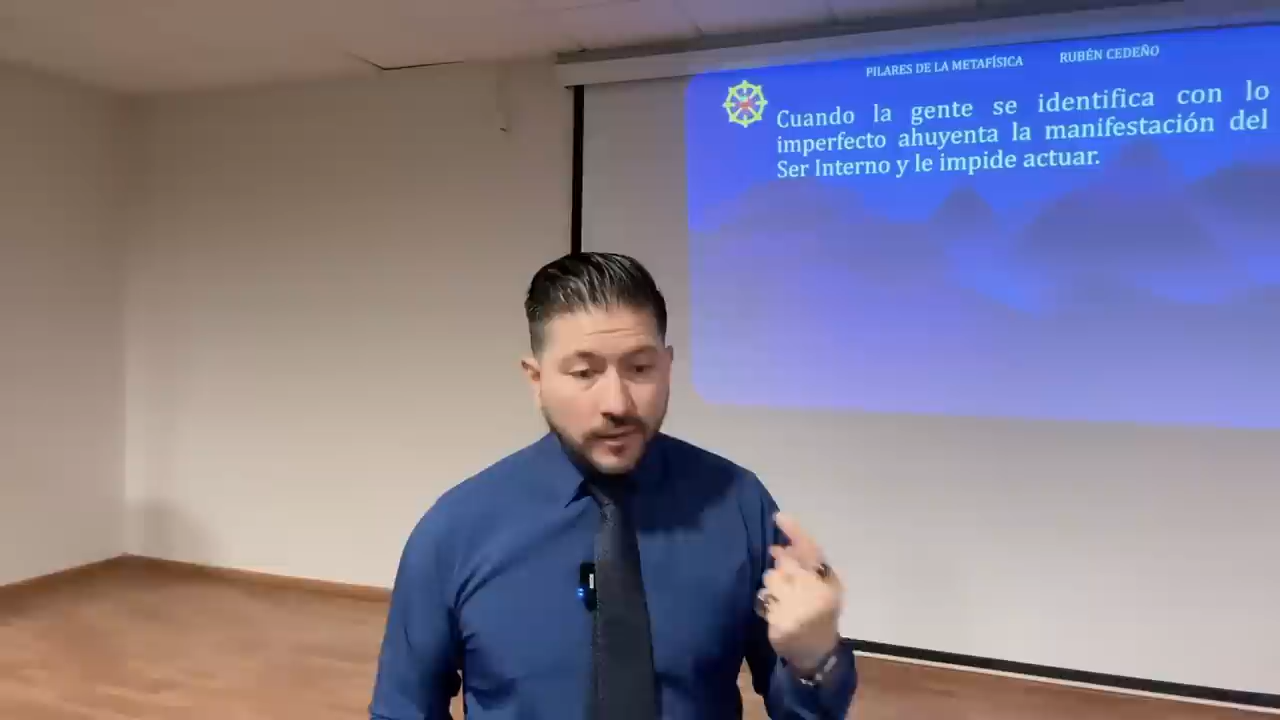 PILARES DE LA METAFÍSICA RUBÉN CEDEÑO
Cuando la gente se identifica con lo
imperfecto ahuyenta la manifestación del
Ser Interno y le impide actuar.